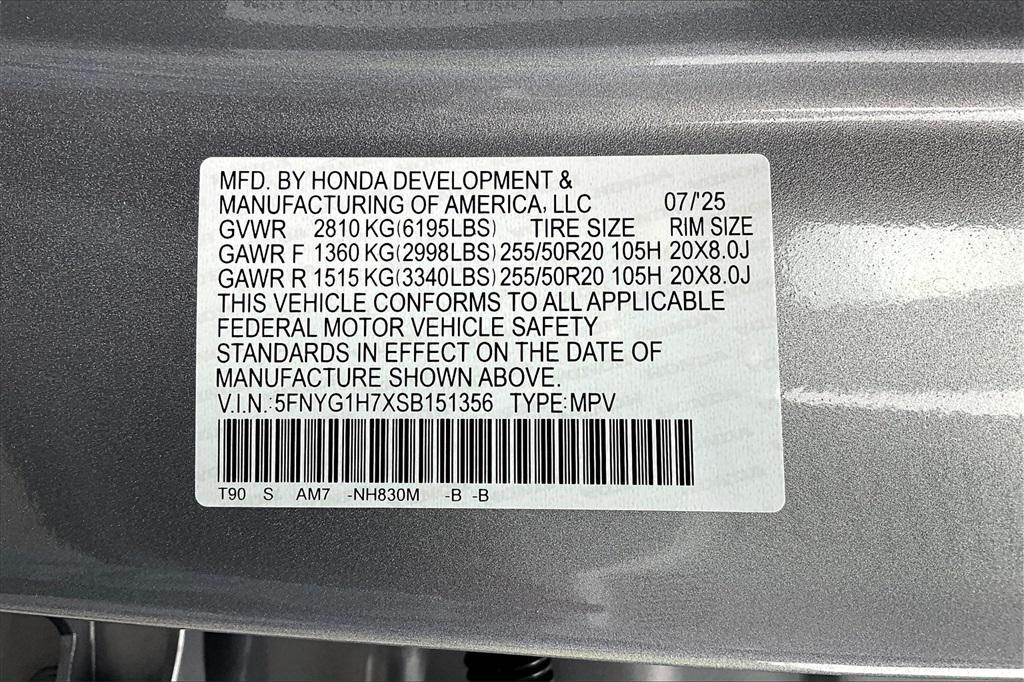 MFD. BY HONDA DEVELOPMENT &
MANUFACTURING OF AMERICA, LLC 07/'25
GVWR 2810 KG(6195LBS) TIRE SIZE RIM SIZE
GAWR F 1360 KG(2998LBS) 255/50R20 105H 20X8.0J
GAWR R 1515 KG(3340LBS) 255/50R20 105H 20X8.0J
THIS VEHICLE CONFORMS TO ALL APPLICABLE
FEDERAL MOTOR VEHICLE SAFETY
STANDARDS IN EFFECT ON THE DATE OF
MANUFACTURE SHOWN ABOVE.
V.I.N.: 5FNYG1H7XSB151356 TYPE: MPV
T90 S AM7 -NH830M -B -B